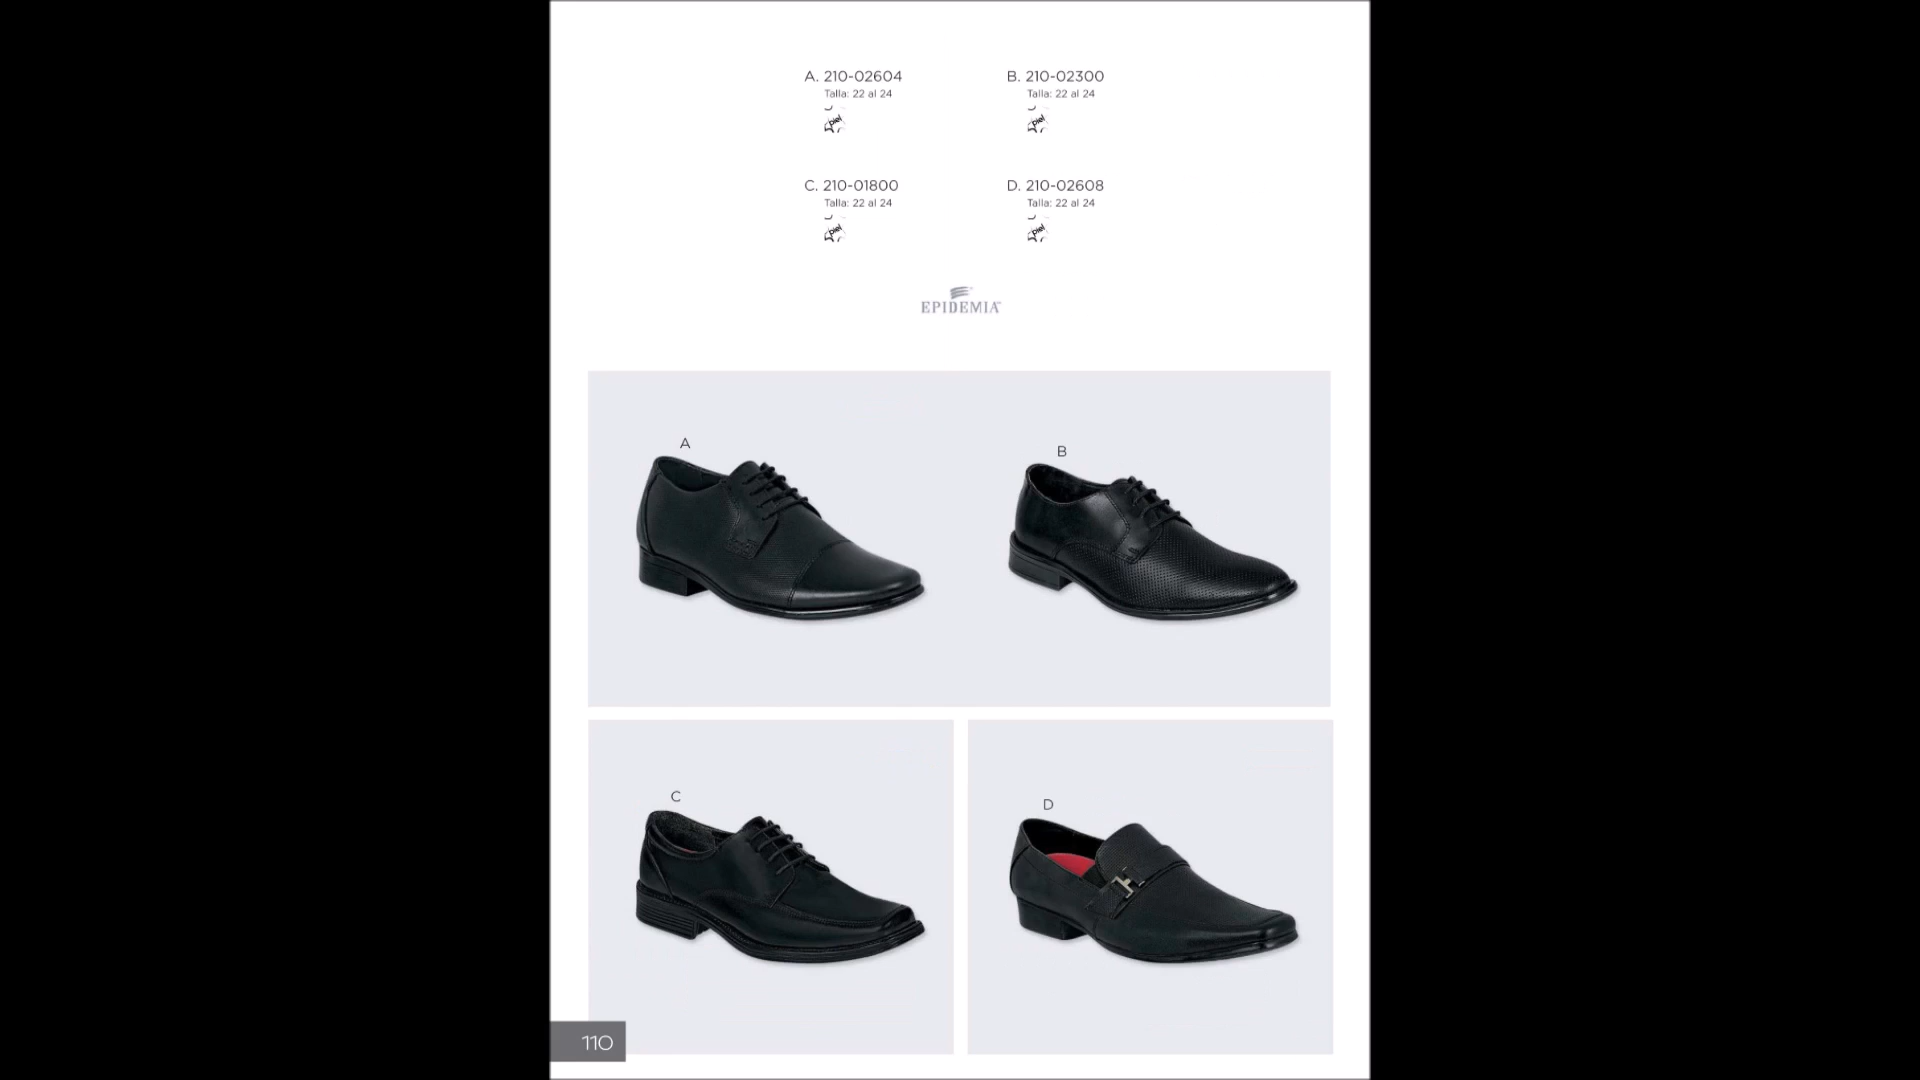 A. 210-02604
Talla: 22 al 24
piel
B. 210-02300
Talla: 22 al 24
piel
C. 210-01800
Talla: 22 al 24
piel
D. 210-02608
Talla: 22 al 24
piel
EPIDEMIA
A
B
C
D
110